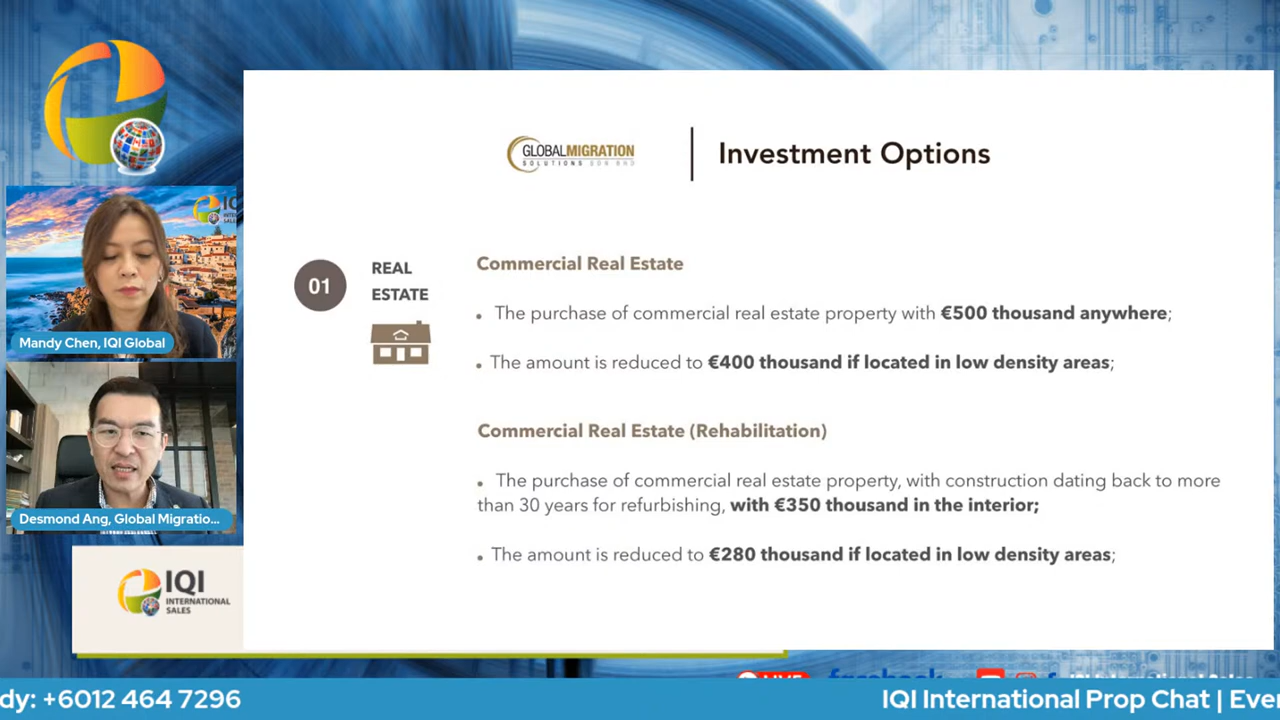 GLOBALMIGRATION
SOLUTIONS SDN BHD
Investment Options
01
REAL
ESTATE
Commercial Real Estate
• The purchase of commercial real estate property with €500 thousand anywhere;
• The amount is reduced to €400 thousand if located in low density areas;
Commercial Real Estate (Rehabilitation)
• The purchase of commercial real estate property, with construction dating back to more
than 30 years for refurbishing, with €350 thousand in the interior;
• The amount is reduced to €280 thousand if located in low density areas;
Mandy Chen, IQI Global
Desmond Ang, Global Migratio...
IQI
INTERNATIONAL
SALES
dy: +6012 464 7296
IQI International Prop Chat | Eve